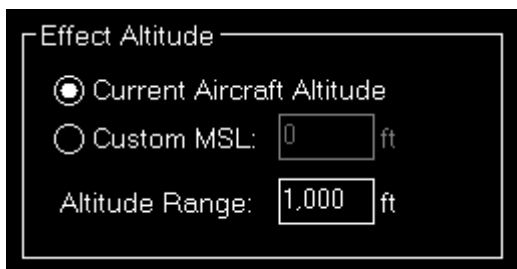 Effect Altitude
Current Aircraft Altitude
Custom MSL: 0 ft
Altitude Range: 1,000 ft